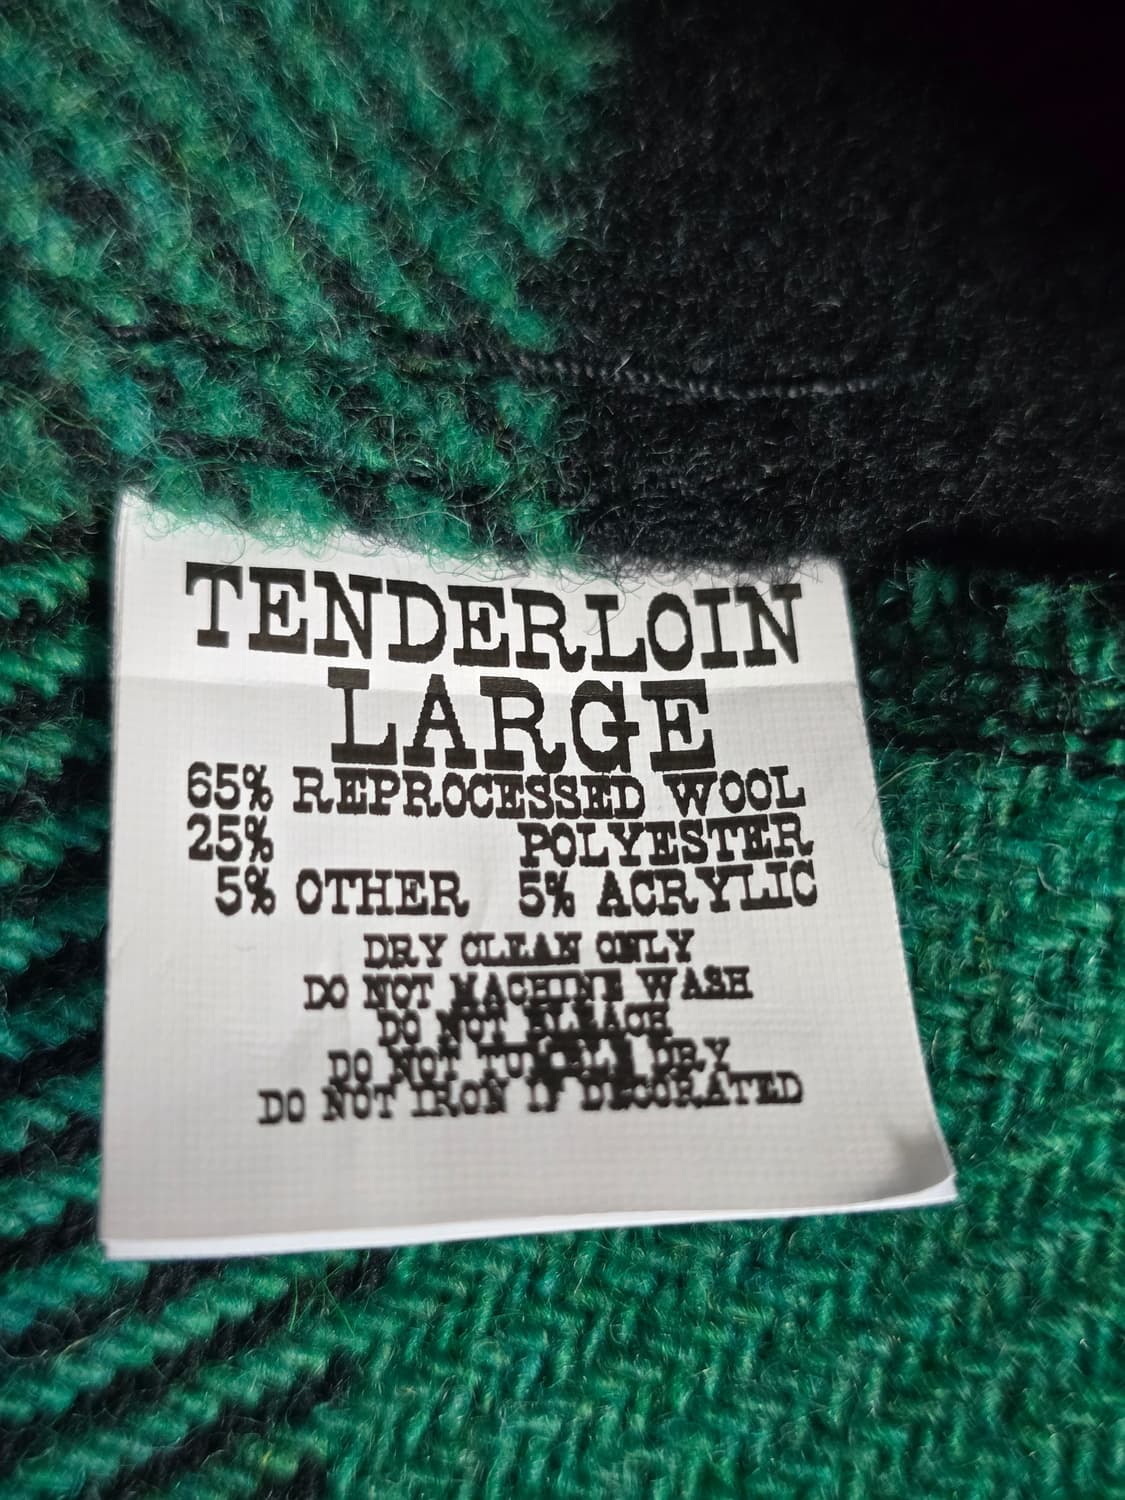 TENDERLOIN
LARGE
65% REPROCESSED WOOL
25% POLYESTER
5% OTHER 5% ACRYLIC
DRY CLEAN ONLY
DO NOT MACHINE WASH
DO NOT BLEACH
DO NOT TUMBLE DRY
DO NOT IRON IF DECORATED